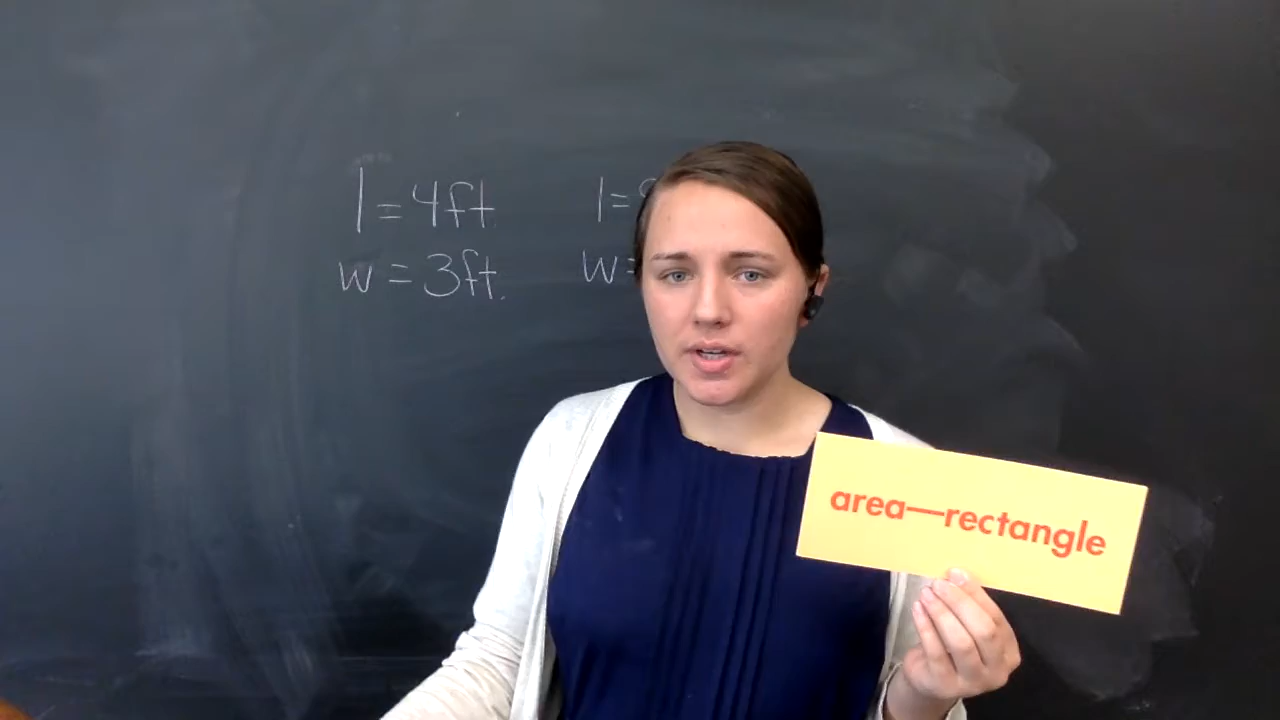 l = 4ft. l =
w = 3ft. w =
area—rectangle